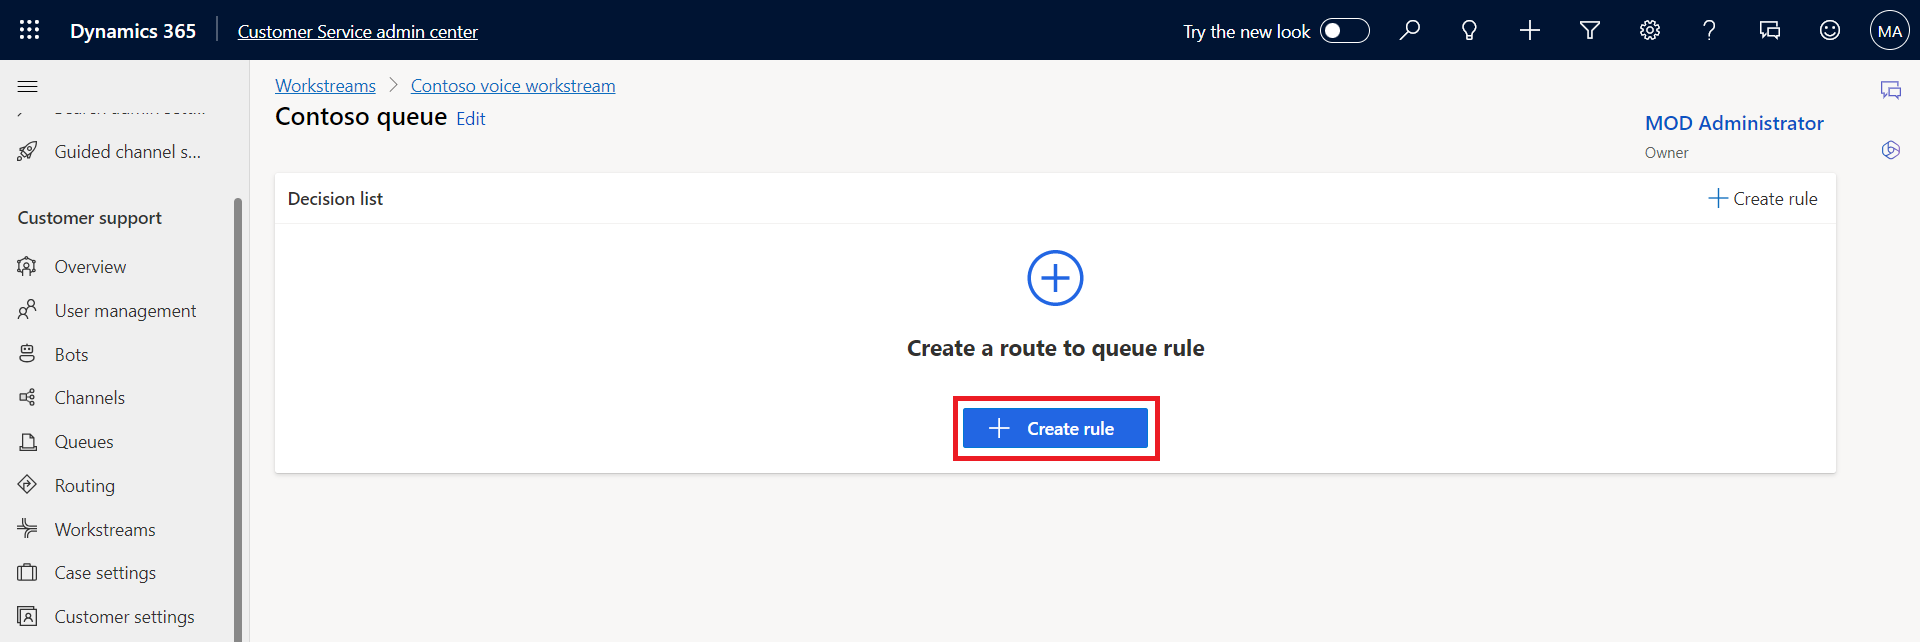 Dynamics 365
Customer Service admin center
Try the new look
MA
Workstreams
Contoso voice workstream
Contoso queue Edit
MOD Administrator
Owner
Guided channel s...
Customer support
Overview
User management
Bots
Channels
Queues
Routing
Workstreams
Case settings
Customer settings
Decision list
Create rule
Create a route to queue rule
Create rule